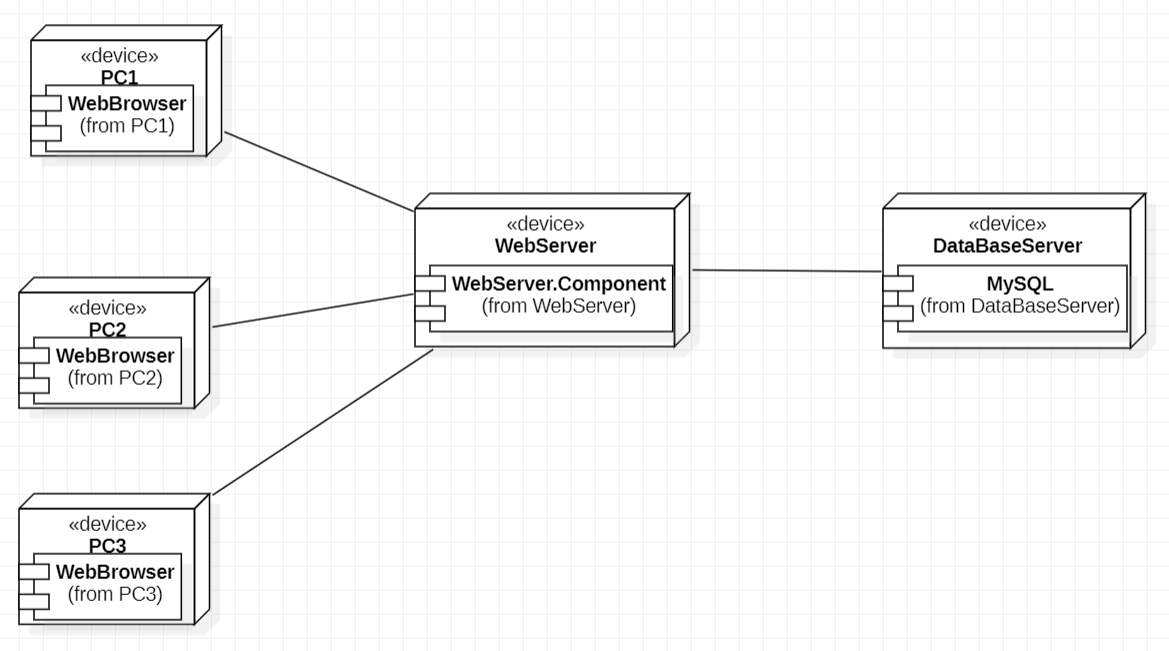 «device»
PC1
WebBrowser
(from PC1)
«device»
PC2
WebBrowser
(from PC2)
«device»
PC3
WebBrowser
(from PC3)
«device»
WebServer
WebServer.Component
(from WebServer)
«device»
DataBaseServer
MySQL
(from DataBaseServer)